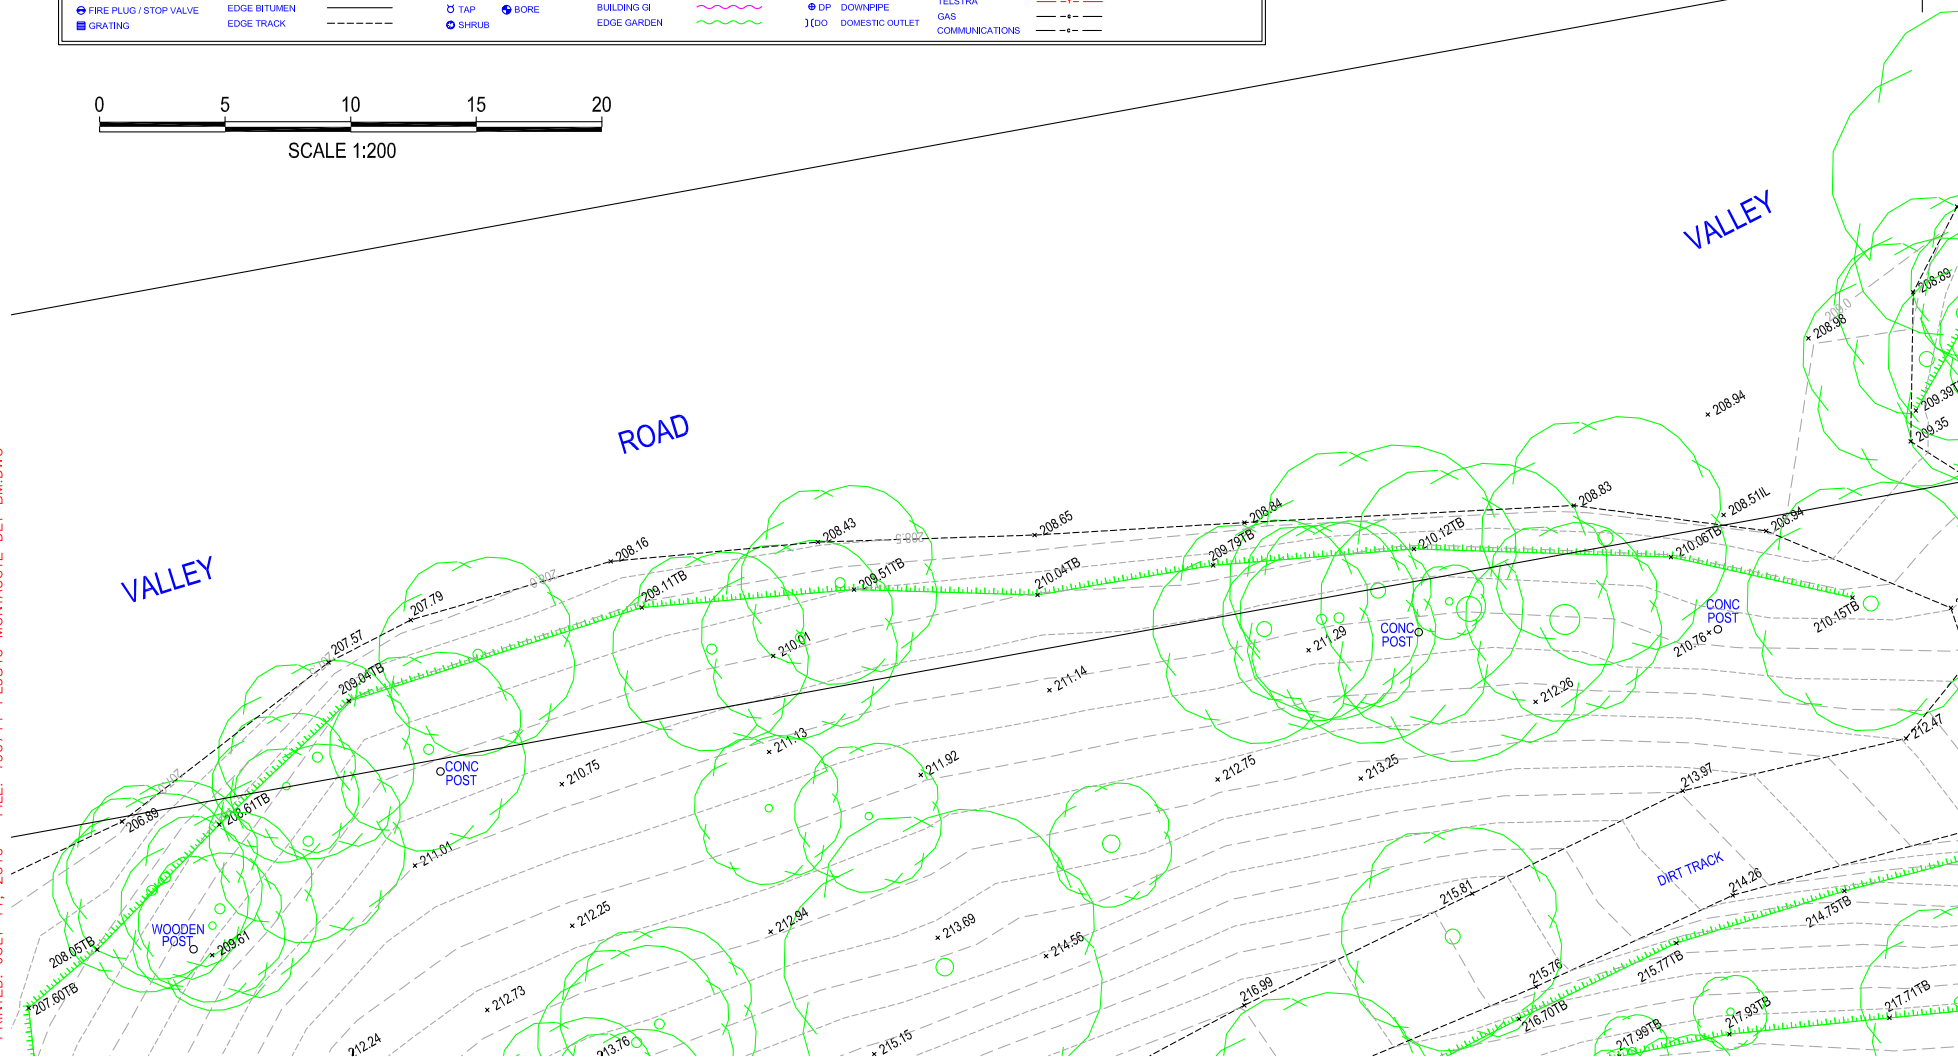 FIRE PLUG / STOP VALVE
GRATING
EDGE BITUMEN
EDGE TRACK
TAP
BORE
SHRUB
BUILDING GI
EDGE GARDEN
DP DOWNPIPE
DO DOMESTIC OUTLET
TELSTRA
GAS
COMMUNICATIONS
0 5 10 15 20
SCALE 1:200
VALLEY
208.89
208.0
208.98
208.94
209.39T
209.35
ROAD
208.83
208.51IL
208.94
208.84
208.65
208.43
208.5
208.16
209.79TB
210.12TB
210.06TB
VALLEY
209.51TB
210.04TB
209.11TB
207.79
207.57
CONC
POST
210.15TB
210.76
CONC
POST
211.29
210.01
209.04TB
211.14
212.26
212.47
211.13
211.92
212.75
213.25
213.97
CONC
POST
210.75
206.89
208.61TB
211.01
DIRT TRACK
214.26
215.81
214.75TB
WOODEN
POST
209.61
208.05TB
212.25
212.94
213.69
214.56
215.76
215.77TB
207.60TB
212.73
216.99
216.70TB
217.93TB
217.71TB
217.99TB
212.24
213.76
215.15